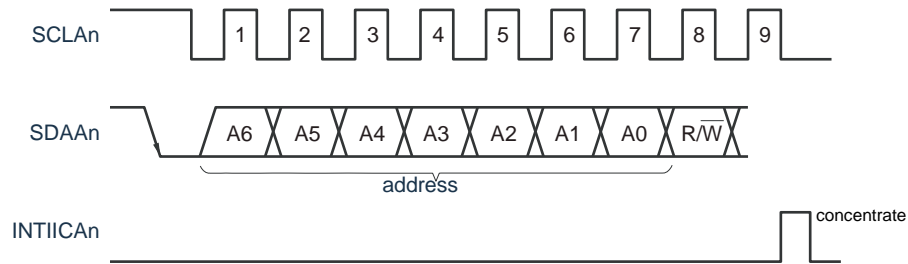 SCLAn 1 2 3 4 5 6 7 8 9
SDAAn A6 A5 A4 A3 A2 A1 A0 R/W̅
address
INTIICAn concentrate